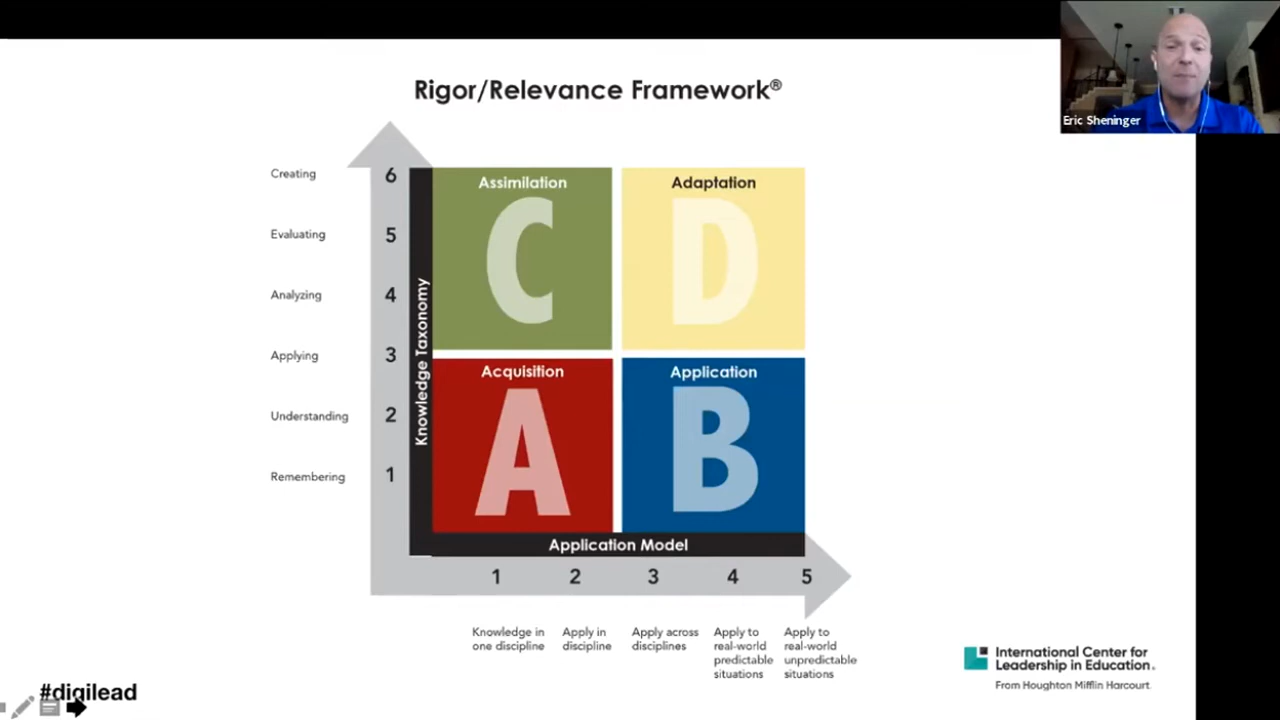 Rigor/Relevance Framework®
Eric Sheninger
Creating
Evaluating
Analyzing
Applying
Understanding
Remembering
6
5
4
3
2
1
Knowledge Taxonomy
Assimilation
C
Adaptation
D
Acquisition
A
Application
B
Application Model
1 2 3 4 5
Knowledge in
one discipline
Apply in
discipline
Apply across
disciplines
Apply to
real-world
predictable
situations
Apply to
real-world
unpredictable
situations
International Center for
Leadership in Education®
From Houghton Mifflin Harcourt
#digilead